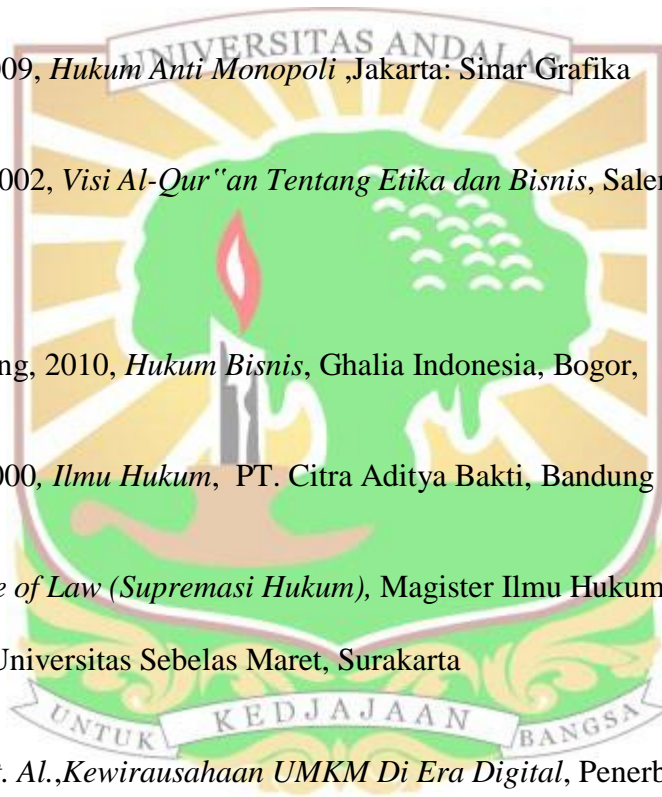 UNIVERSITAS ANDALAS
009, Hukum Anti Monopoli ,Jakarta: Sinar Grafika
002, Visi Al-Qur‟an Tentang Etika dan Bisnis, Salem
ng, 2010, Hukum Bisnis, Ghalia Indonesia, Bogor,
000, Ilmu Hukum, PT. Citra Aditya Bakti, Bandung
e of Law (Supremasi Hukum), Magister Ilmu Hukum
Universitas Sebelas Maret, Surakarta
UNTUK KEDJAJAAN BANGSA
t. Al.,Kewirausahaan UMKM Di Era Digital, Penerb